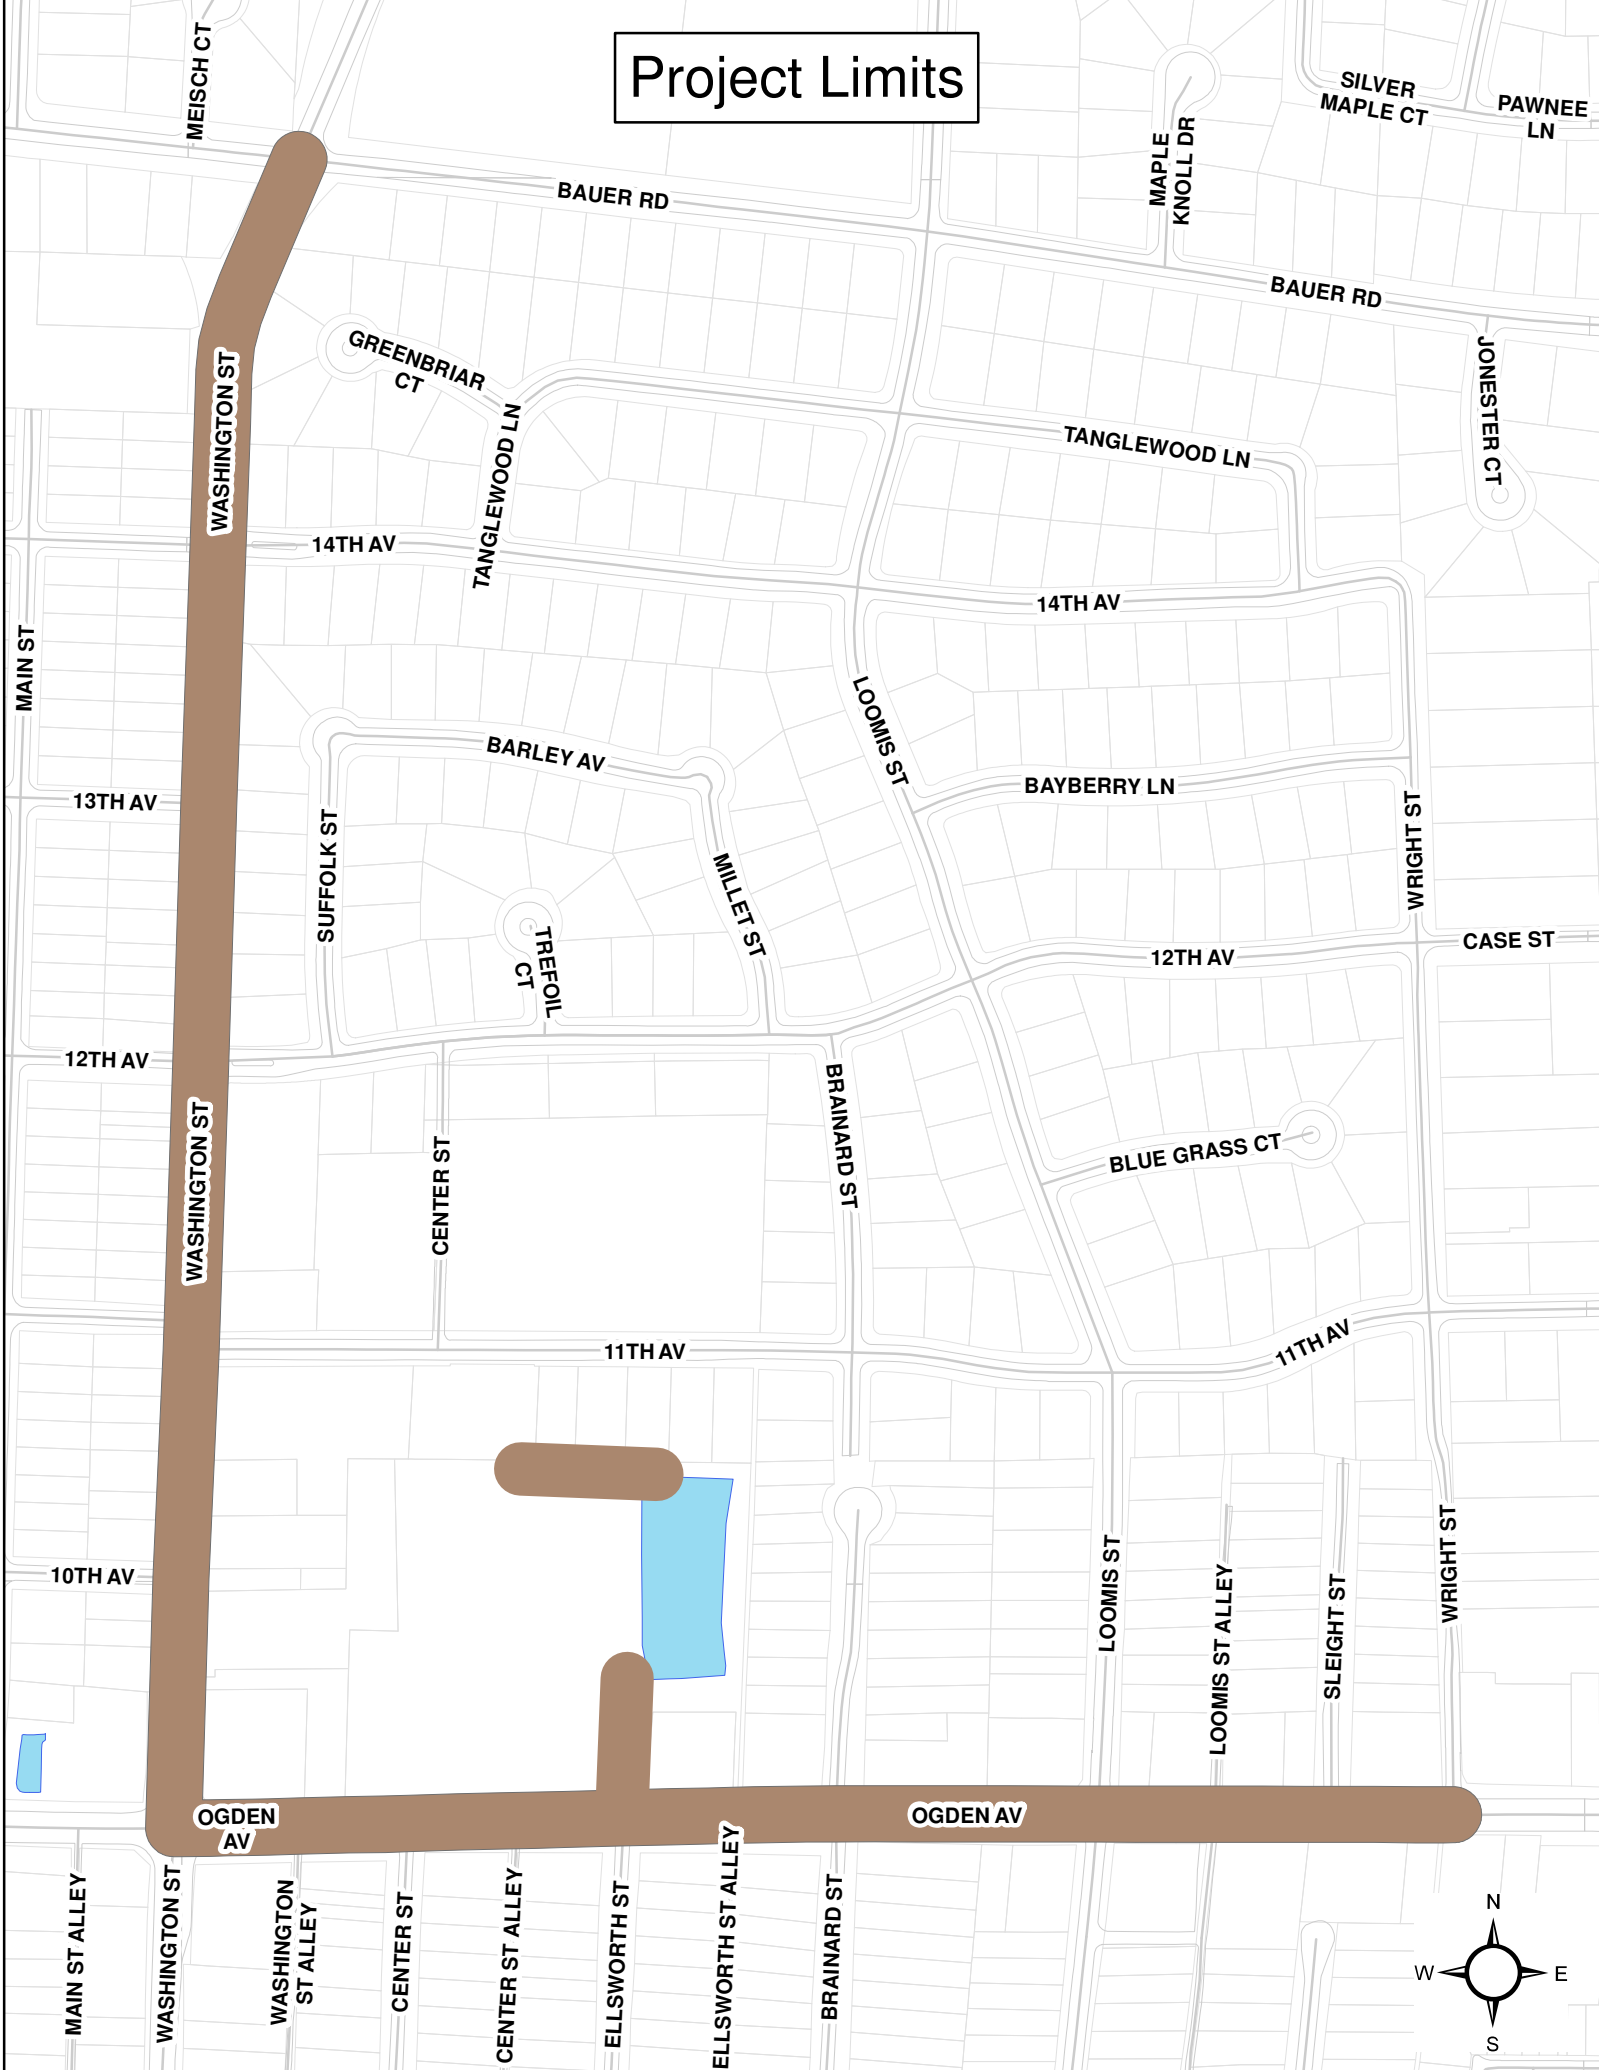 Project Limits
MEISCH CT
SILVER
MAPLE CT
PAWNEE
LN
MAPLE
KNOLL DR
BAUER RD
BAUER RD
GREENBRIAR
CT
JONESTER CT
WASHINGTON ST
TANGLEWOOD LN
TANGLEWOOD LN
14TH AV
14TH AV
MAIN ST
LOOMIS ST
BARLEY AV
BAYBERRY LN
13TH AV
SUFFOLK ST
MILLET ST
WRIGHT ST
TREFOIL
CT
12TH AV
CASE ST
12TH AV
BRAINARD ST
WASHINGTON ST
CENTER ST
BLUE GRASS CT
11TH AV
11TH AV
10TH AV
LOOMIS ST
LOOMIS ST ALLEY
SLEIGHT ST
WRIGHT ST
OGDEN
AV
OGDEN AV
MAIN ST ALLEY
WASHINGTON ST
WASHINGTON
ST ALLEY
CENTER ST
CENTER ST ALLEY
ELLSWORTH ST
ELLSWORTH ST ALLEY
BRAINARD ST
N
W
E
S